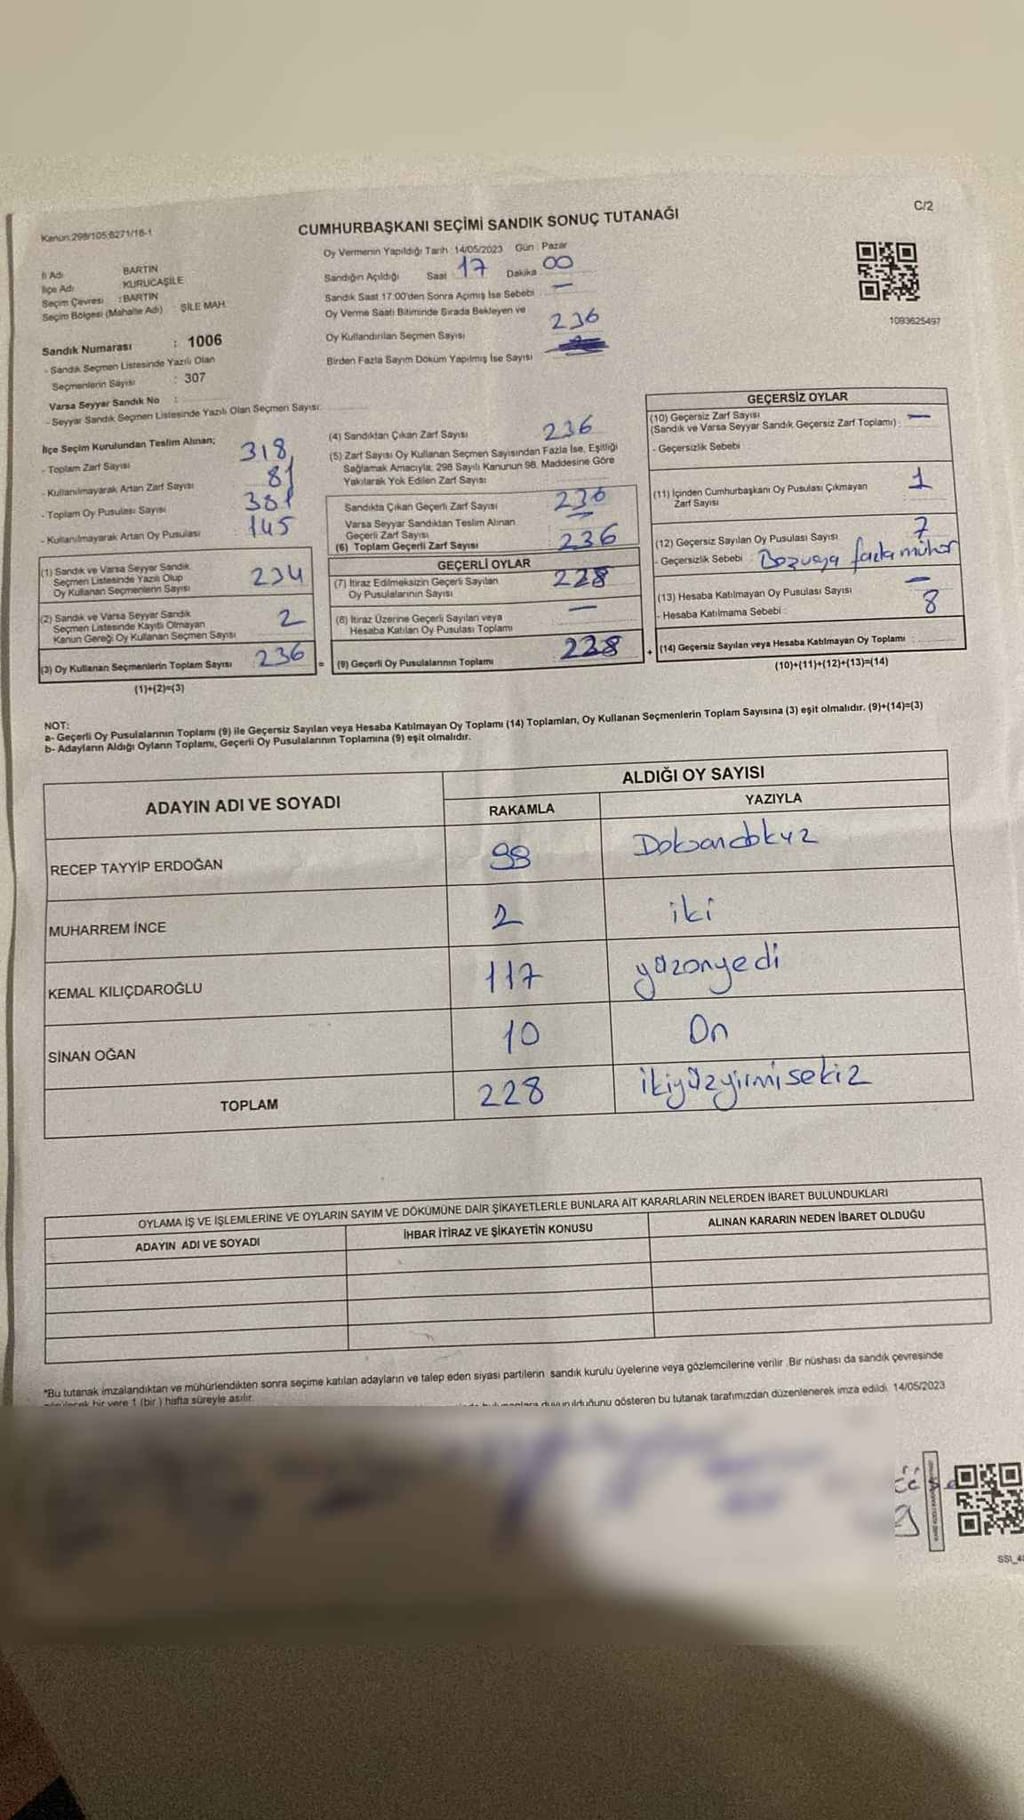 Kanun:298/105;6271/18-1
CUMHURBAŞKANI SEÇİMİ SANDIK SONUÇ TUTANAĞI
C/2
İl Adı BARTIN
İlçe Adı KURUCAŞİLE
Seçim Çevresi : BARTIN
Seçim Bölgesi (Mahalle Adı) ŞİLE MAH.
Sandık Numarası : 1006
- Sandık Seçmen Listesinde Yazılı Olan
Seçmenlerin Sayısı : 307
Varsa Seyyar Sandık No :
- Seyyar Sandık Seçmen Listesinde Yazılı Olan Seçmen Sayısı:
Oy Vermenin Yapıldığı Tarih 14/05/2023 Gün Pazar
Sandığın Açıldığı Saat 17 Dakika 00
Sandık Saat 17:00'den Sonra Açımış İse Sebebi —
Oy Verme Saati Bitiminde Sırada Bekleyen ve
Oy Kullandırılan Seçmen Sayısı 236
Birden Fazla Sayım Döküm Yapılmış İse Sayısı
1093625497
İlçe Seçim Kurulundan Teslim Alınan;
- Toplam Zarf Sayısı 318
- Kullanılmayarak Artan Zarf Sayısı 81
- Toplam Oy Pusulası Sayısı 381
- Kullanılmayarak Artan Oy Pusulası 145
(1) Sandık ve Varsa Seyyar Sandık
Seçmen Listesinde Yazılı Olup
Oy Kullanan Seçmenlerin Sayısı 234
(2) Sandık ve Varsa Seyyar Sandık
Seçmen Listesinde Kayıtlı Olmayan
Kanun Gereği Oy Kullanan Seçmen Sayısı 2
(3) Oy Kullanan Seçmenlerin Toplam Sayısı 236 =
(1)+(2)=(3)
(4) Sandıktan Çıkan Zarf Sayısı 236
(5) Zarf Sayısı Oy Kullanan Seçmen Sayısından Fazla İse, Eşitliği
Sağlamak Amacıyla; 298 Sayılı Kanunun 98. Maddesine Göre
Yakılarak Yok Edilen Zarf Sayısı
Sandıkta Çıkan Geçerli Zarf Sayısı 236
Varsa Seyyar Sandıktan Teslim Alınan
Geçerli Zarf Sayısı
(6) Toplam Geçerli Zarf Sayısı 236
GEÇERLİ OYLAR
(7) İtiraz Edilmeksizin Geçerli Sayılan
Oy Pusulalarının Sayısı 228
(8) İtiraz Üzerine Geçerli Sayılan veya
Hesaba Katılan Oy Pusulası Toplamı —
(9) Geçerli Oy Pusulalarının Toplamı 228 +
GEÇERSİZ OYLAR
(10) Geçersiz Zarf Sayısı
(Sandık ve Varsa Seyyar Sandık Geçersiz Zarf Toplamı) : —
- Geçersizlik Sebebi
(11) İçinden Cumhurbaşkanı Oy Pusulası Çıkmayan
Zarf Sayısı 1
(12) Geçersiz Sayılan Oy Pusulası Sayısı 7
- Geçersizlik Sebebi fazla mühür
(13) Hesaba Katılmayan Oy Pusulası Sayısı —
- Hesaba Katılmama Sebebi : 8
(14) Geçersiz Sayılan veya Hesaba Katılmayan Oy Toplamı
(10)+(11)+(12)+(13)=(14)
NOT:
a- Geçerli Oy Pusulalarının Toplamı (9) ile Geçersiz Sayılan veya Hesaba Katılmayan Oy Toplamı (14) Toplamları, Oy Kullanan Seçmenlerin Toplam Sayısına (3) eşit olmalıdır. (9)+(14)=(3)
b- Adayların Aldığı Oyların Toplamı, Geçerli Oy Pusulalarının Toplamına (9) eşit olmalıdır.
ADAYIN ADI VE SOYADI
ALDIĞI OY SAYISI
RAKAMLA YAZIYLA
RECEP TAYYİP ERDOĞAN 99 Doksandokuz
MUHARREM İNCE 2 iki
KEMAL KILIÇDAROĞLU 117 yüzonyedi
SİNAN OĞAN 10 On
TOPLAM 228 ikiyüzyirmisekiz
OYLAMA İŞ VE İŞLEMLERİNE VE OYLARIN SAYIM VE DÖKÜMÜNE DAİR ŞİKAYETLERLE BUNLARA AİT KARARLARIN NELERDEN İBARET BULUNDUKLARI
ADAYIN ADI VE SOYADI İHBAR İTİRAZ VE ŞİKAYETİN KONUSU ALINAN KARARIN NEDEN İBARET OLDUĞU
*Bu tutanak imzalandıktan ve mühürlendikten sonra seçime katılan adayların ve talep eden siyasi partilerin sandık kurulu üyelerine veya gözlemcilerine verilir .Bir nüshası da sandık çevresinde
bir yere 1 (bir ) hafta süreyle asılır.
duyurulduğunu gösteren bu tutanak tarafımızdan düzenlenerek imza edildi. 14/05/2023